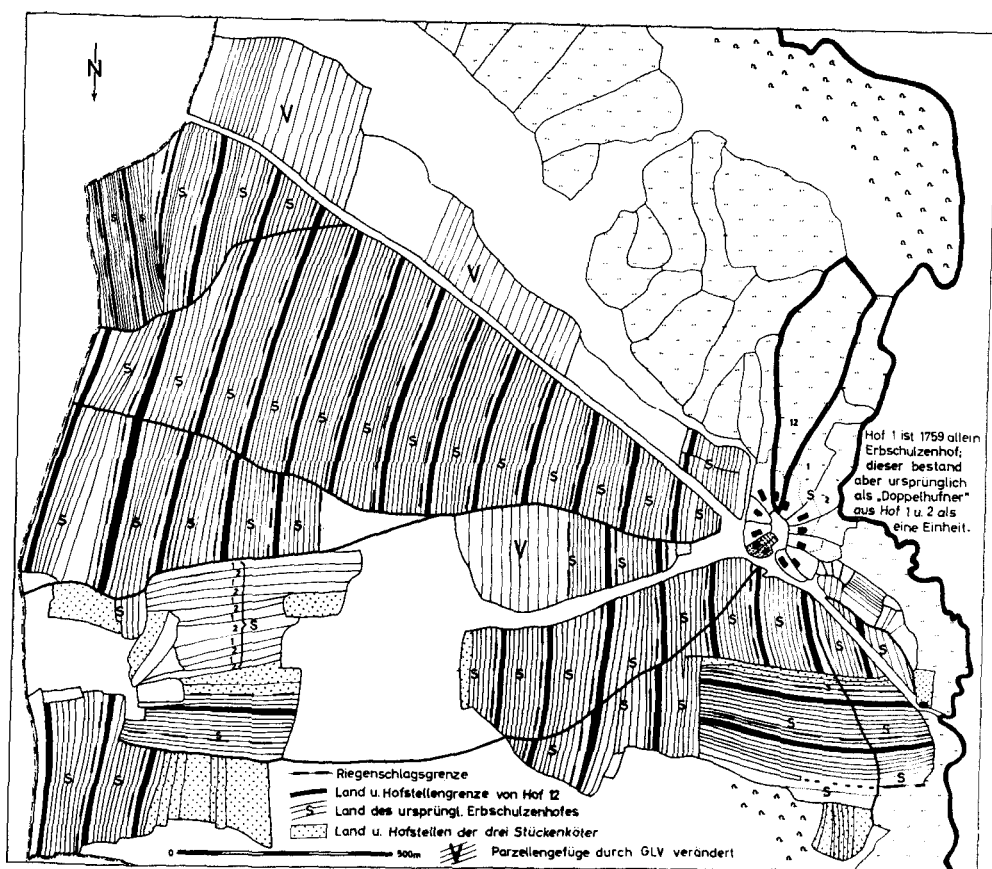 N
V
V
V
12
1
S 2
Hof 1 ist 1759 allein
Erbschulzenhof;
dieser bestand
aber ursprünglich
als „Doppelhufner"
aus Hof 1 u. 2 als
eine Einheit.
Riegenschlagsgrenze
Land u. Hofstellengrenze von Hof 12
S Land des ursprüngl. Erbschulzenhofes
Land u. Hofstellen der drei Stückenköter
0 500m V Parzellengefüge durch GLV verändert